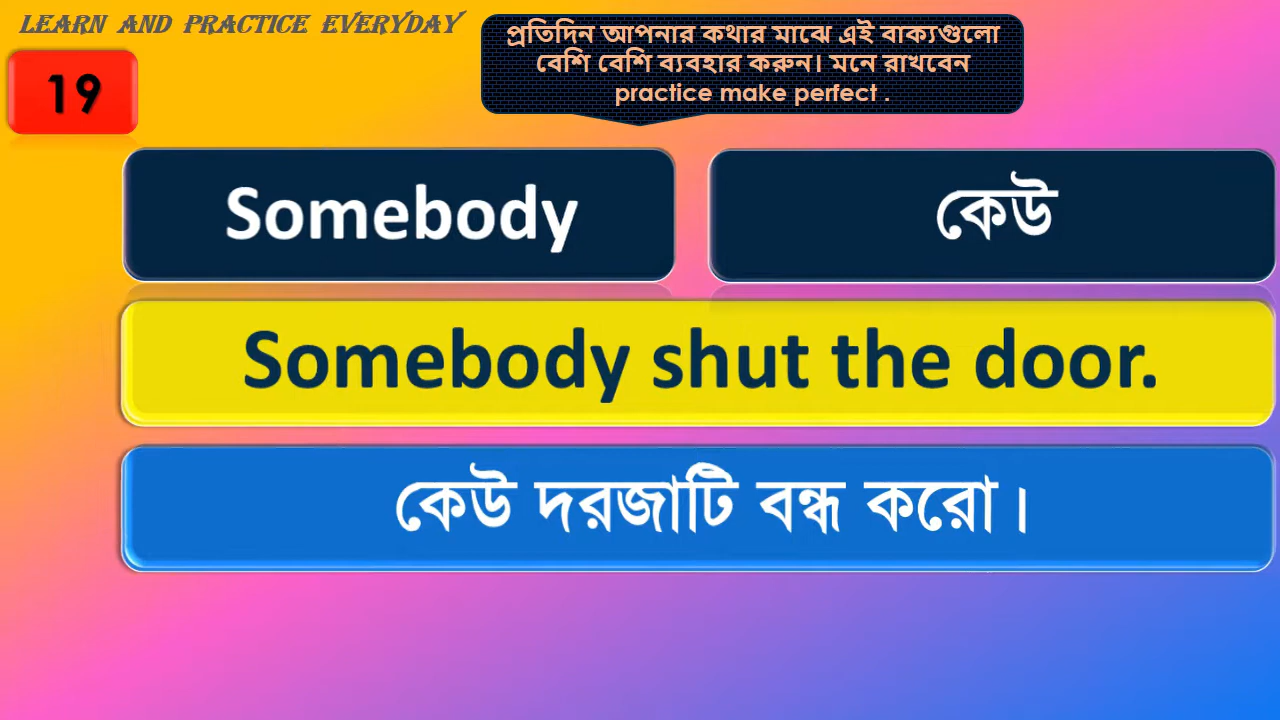 LEARN AND PRACTICE EVERYDAY
19
প্রতিদিন আপনার কথার মাঝে এই বাক্যগুলো
বেশি বেশি ব্যবহার করুন। মনে রাখবেন
practice make perfect .
Somebody
কেউ
Somebody shut the door.
কেউ দরজাটি বন্ধ করো।